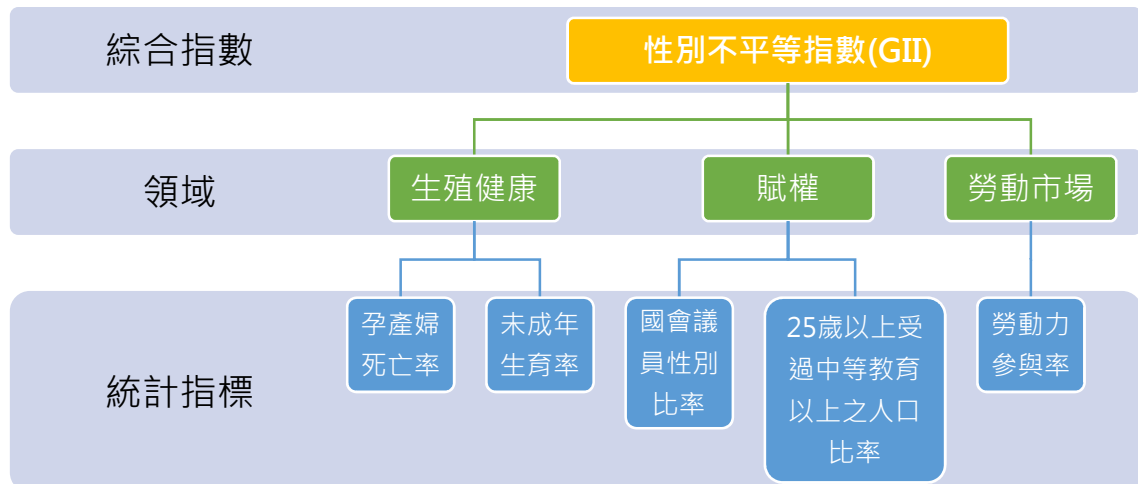 綜合指數
性別不平等指數(GII)
領域
生殖健康
賦權
勞動市場
統計指標
孕產婦
死亡率
未成年
生育率
國會議
員性別
比率
25歲以上受
過中等教育
以上之人口
比率
勞動力
參與率